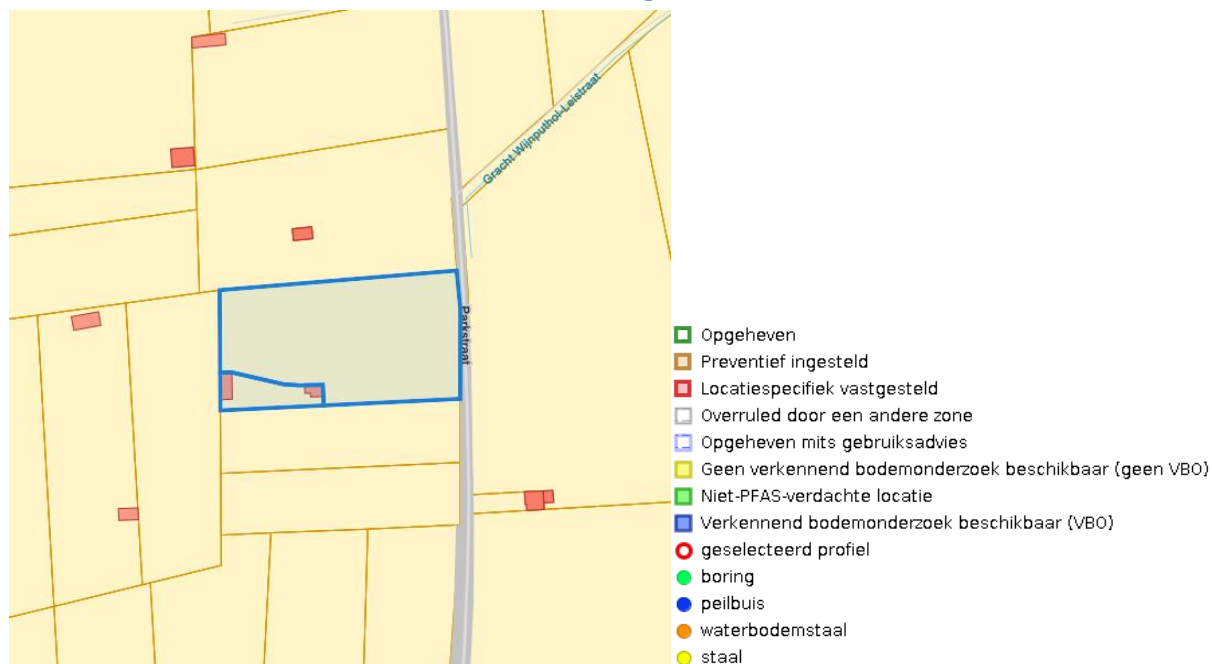 Gracht Wijnputhol-Leistraat
Parkstraat
Opgeheven
Preventief ingesteld
Locatiespecifiek vastgesteld
Overruled door een andere zone
Opgeheven mits gebruiksadvies
Geen verkennend bodemonderzoek beschikbaar (geen VBO)
Niet-PFAS-verdachte locatie
Verkennend bodemonderzoek beschikbaar (VBO)
geselecteerd profiel
boring
peilbuis
waterbodemstaal
staal